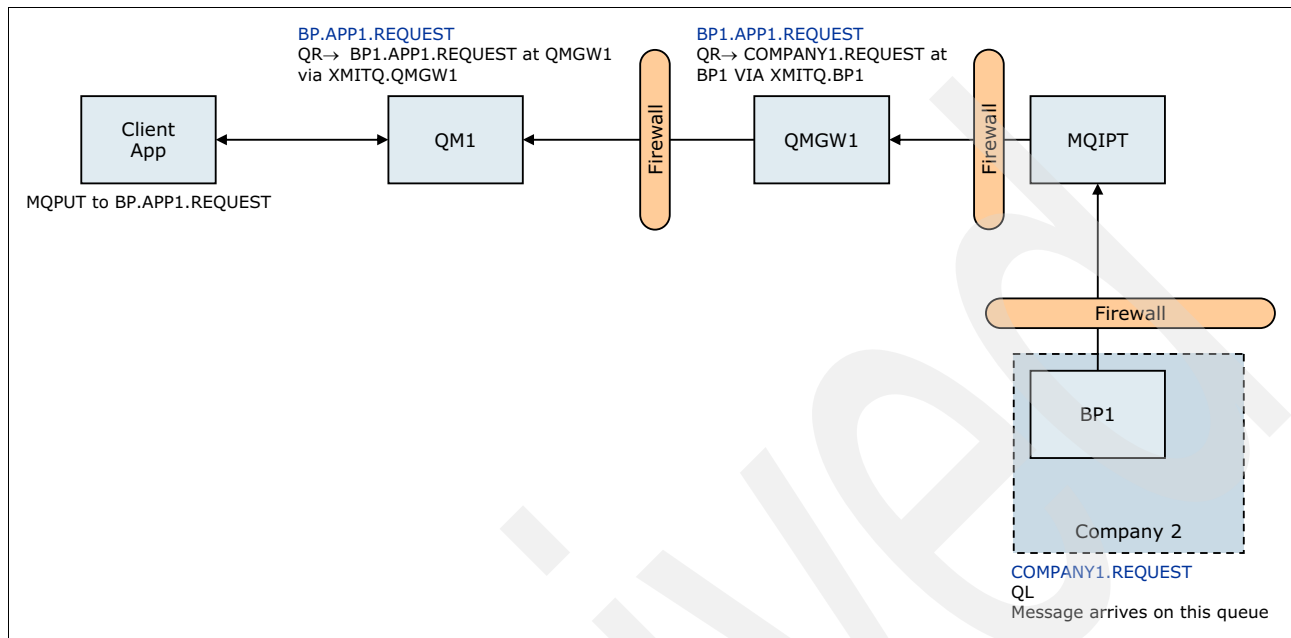 BP.APP1.REQUEST
QR→ BP1.APP1.REQUEST at QMGW1
via XMITQ.QMGW1
BP1.APP1.REQUEST
QR→ COMPANY1.REQUEST at
BP1 VIA XMITQ.BP1
Client
App
QM1
Firewall
QMGW1
Firewall
MQIPT
MQPUT to BP.APP1.REQUEST
Firewall
BP1
Company 2
COMPANY1.REQUEST
QL
Message arrives on this queue